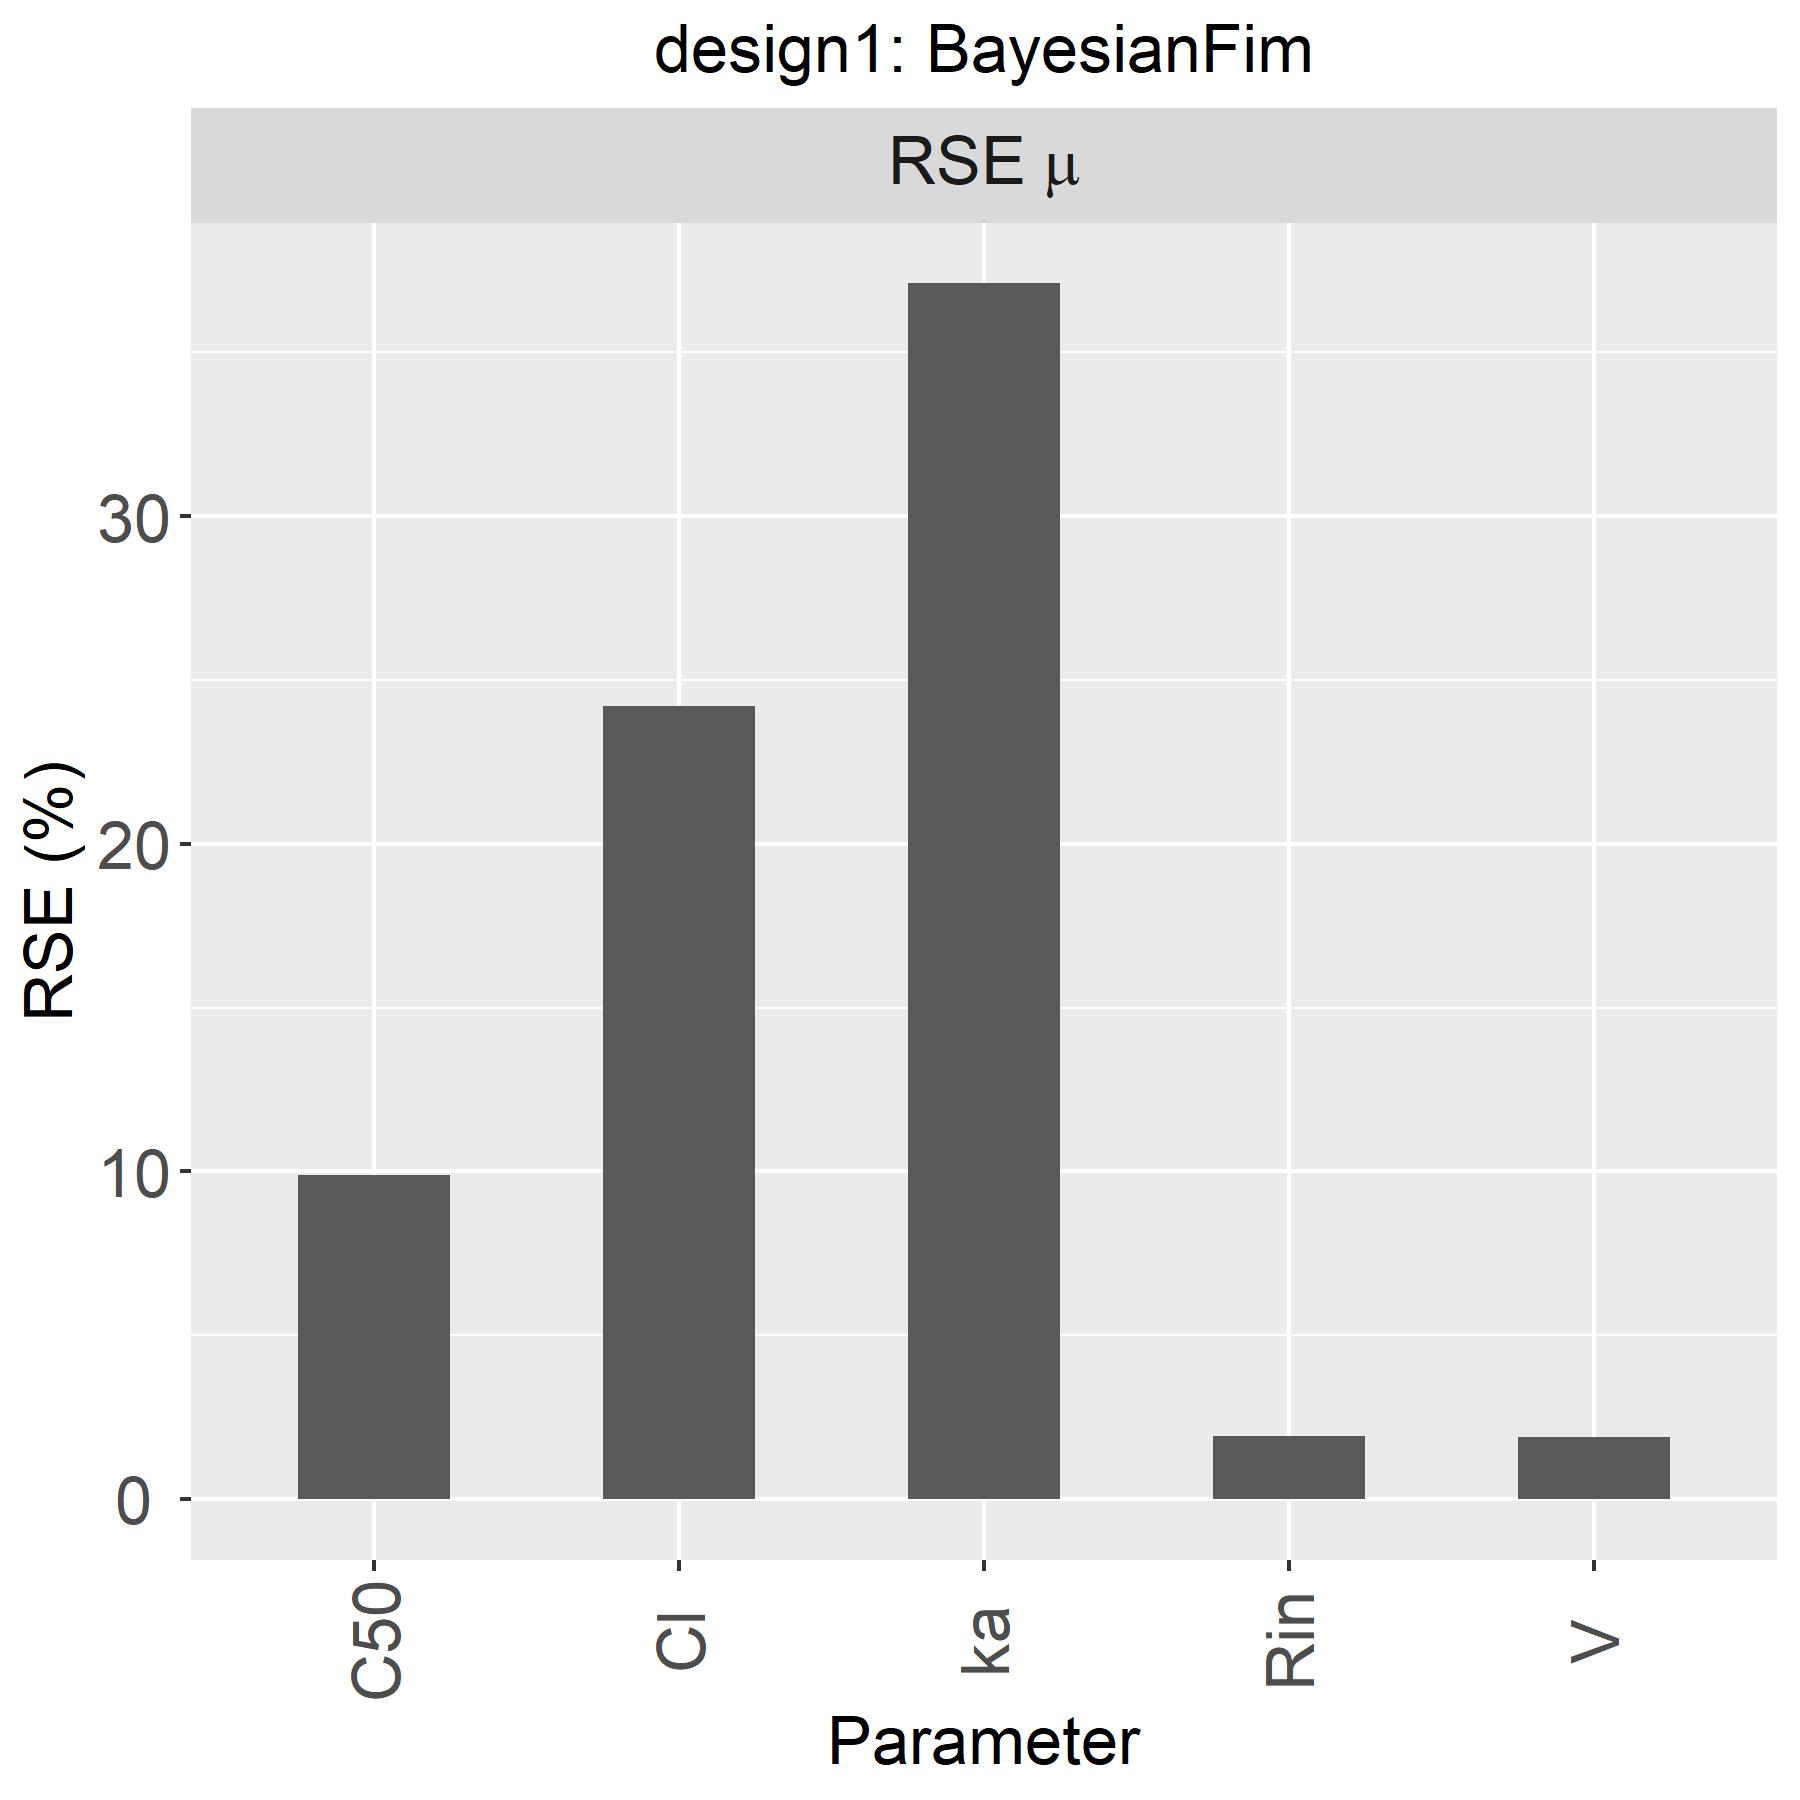 design1: BayesianFim
RSE μ
RSE (%)
30
20
10
0
C50
Cl
ka
Rin
V
Parameter